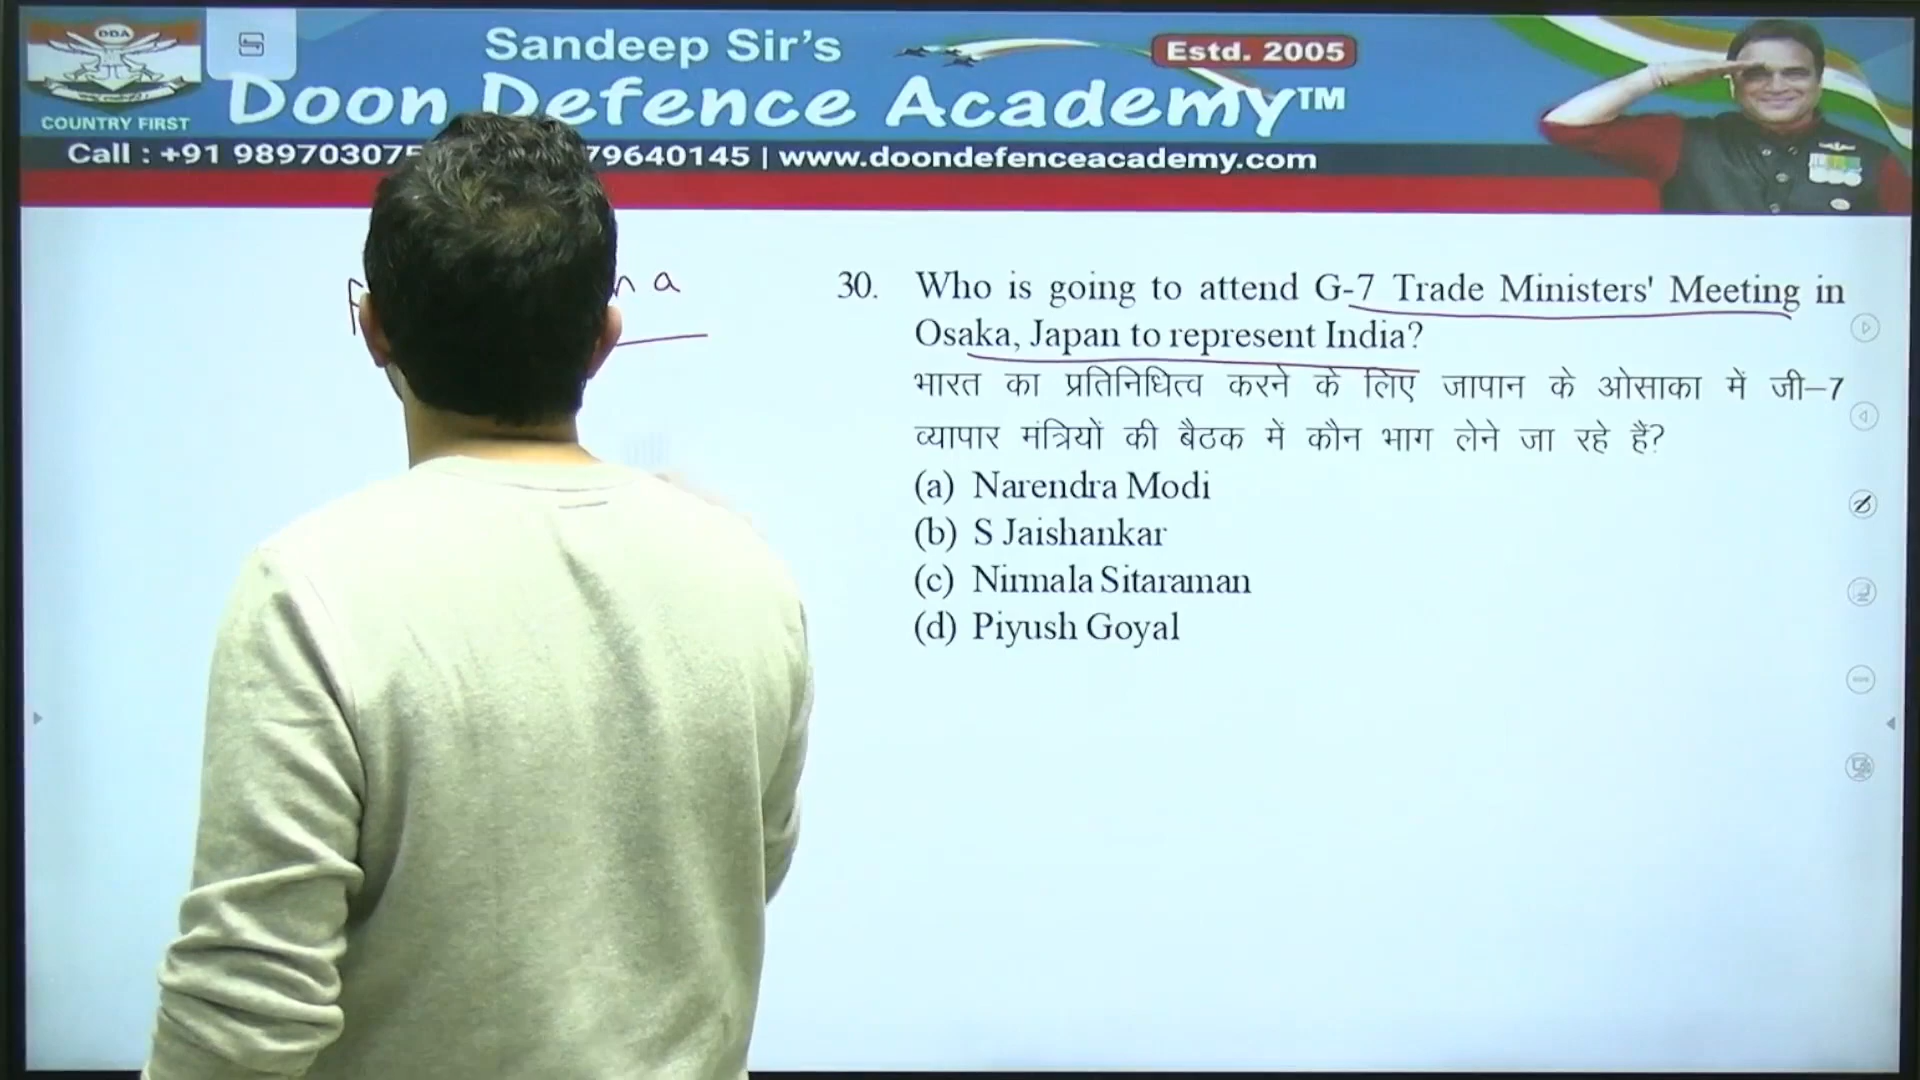 DDA
COUNTRY FIRST
Sandeep Sir's
Estd. 2005
Doon Defence Academy™
Call : +91 989703075 79640145 | www.doondefenceacademy.com
30. Who is going to attend G-7 Trade Ministers' Meeting in
Osaka, Japan to represent India?
भारत का प्रतिनिधित्व करने के लिए जापान के ओसाका में जी–7
व्यापार मंत्रियों की बैठक में कौन भाग लेने जा रहे हैं?
(a) Narendra Modi
(b) S Jaishankar
(c) Nirmala Sitaraman
(d) Piyush Goyal